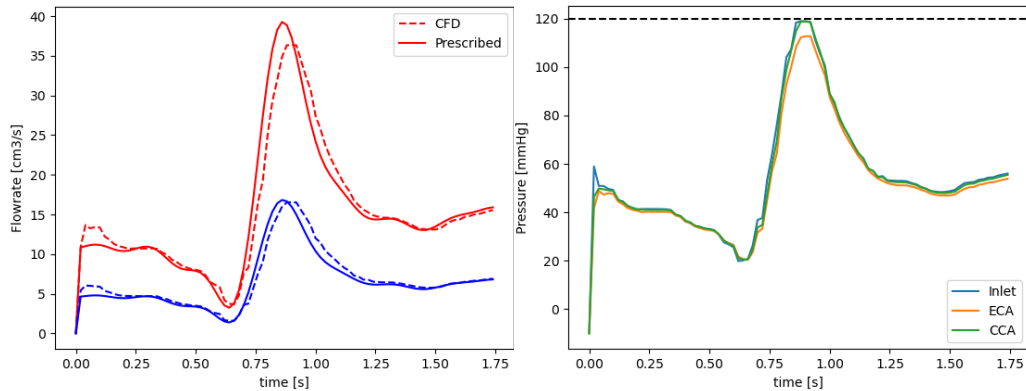 40
35
30
25
20
15
10
5
0
Flowrate [cm3/s]
CFD
Prescribed
0.00 0.25 0.50 0.75 1.00 1.25 1.50 1.75
time [s]
120
100
80
60
40
20
0
Pressure [mmHg]
Inlet
ECA
CCA
0.00 0.25 0.50 0.75 1.00 1.25 1.50 1.75
time [s]